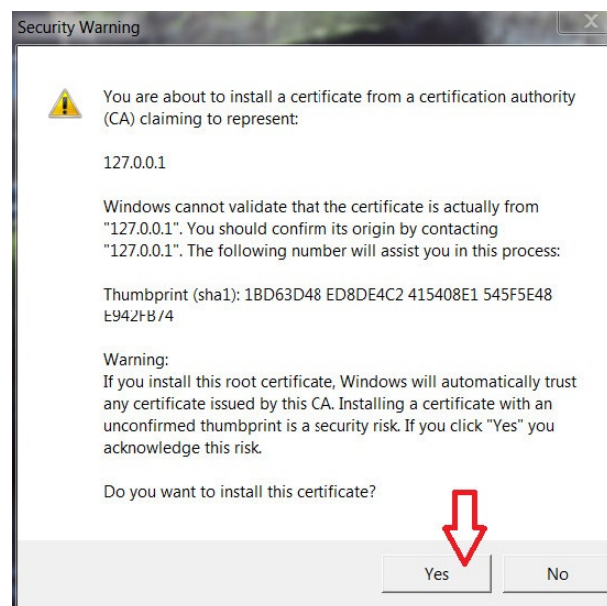 Security Warning
You are about to install a certificate from a certification authority
(CA) claiming to represent:
127.0.0.1
Windows cannot validate that the certificate is actually from
"127.0.0.1". You should confirm its origin by contacting
"127.0.0.1". The following number will assist you in this process:
Thumbprint (sha1): 1BD63D48 ED8DE4C2 415408E1 545F5E48
E942FB74
Warning:
If you install this root certificate, Windows will automatically trust
any certificate issued by this CA. Installing a certificate with an
unconfirmed thumbprint is a security risk. If you click "Yes" you
acknowledge this risk.
Do you want to install this certificate?
Yes
No